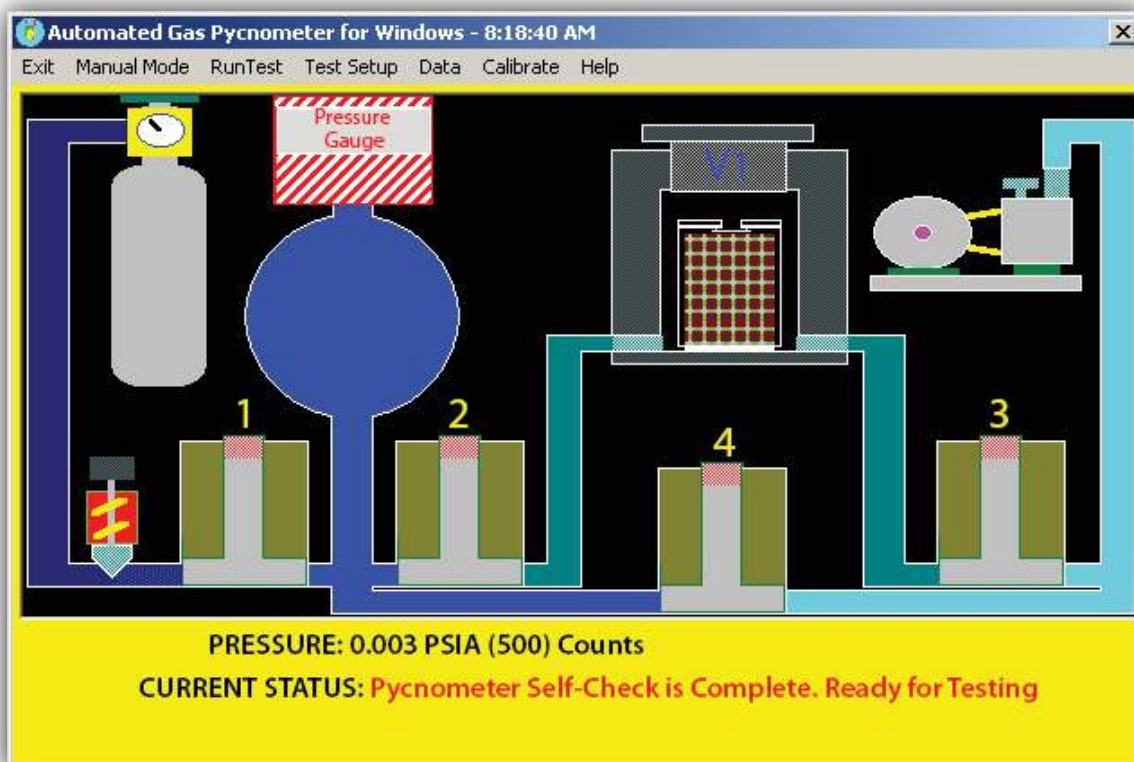 Automated Gas Pycnometer for Windows - 8:18:40 AM
Exit Manual Mode RunTest Test Setup Data Calibrate Help
Pressure
Gauge
V1
1
2
3
4
PRESSURE: 0.003 PSIA (500) Counts
CURRENT STATUS: Pycnometer Self-Check is Complete. Ready for Testing